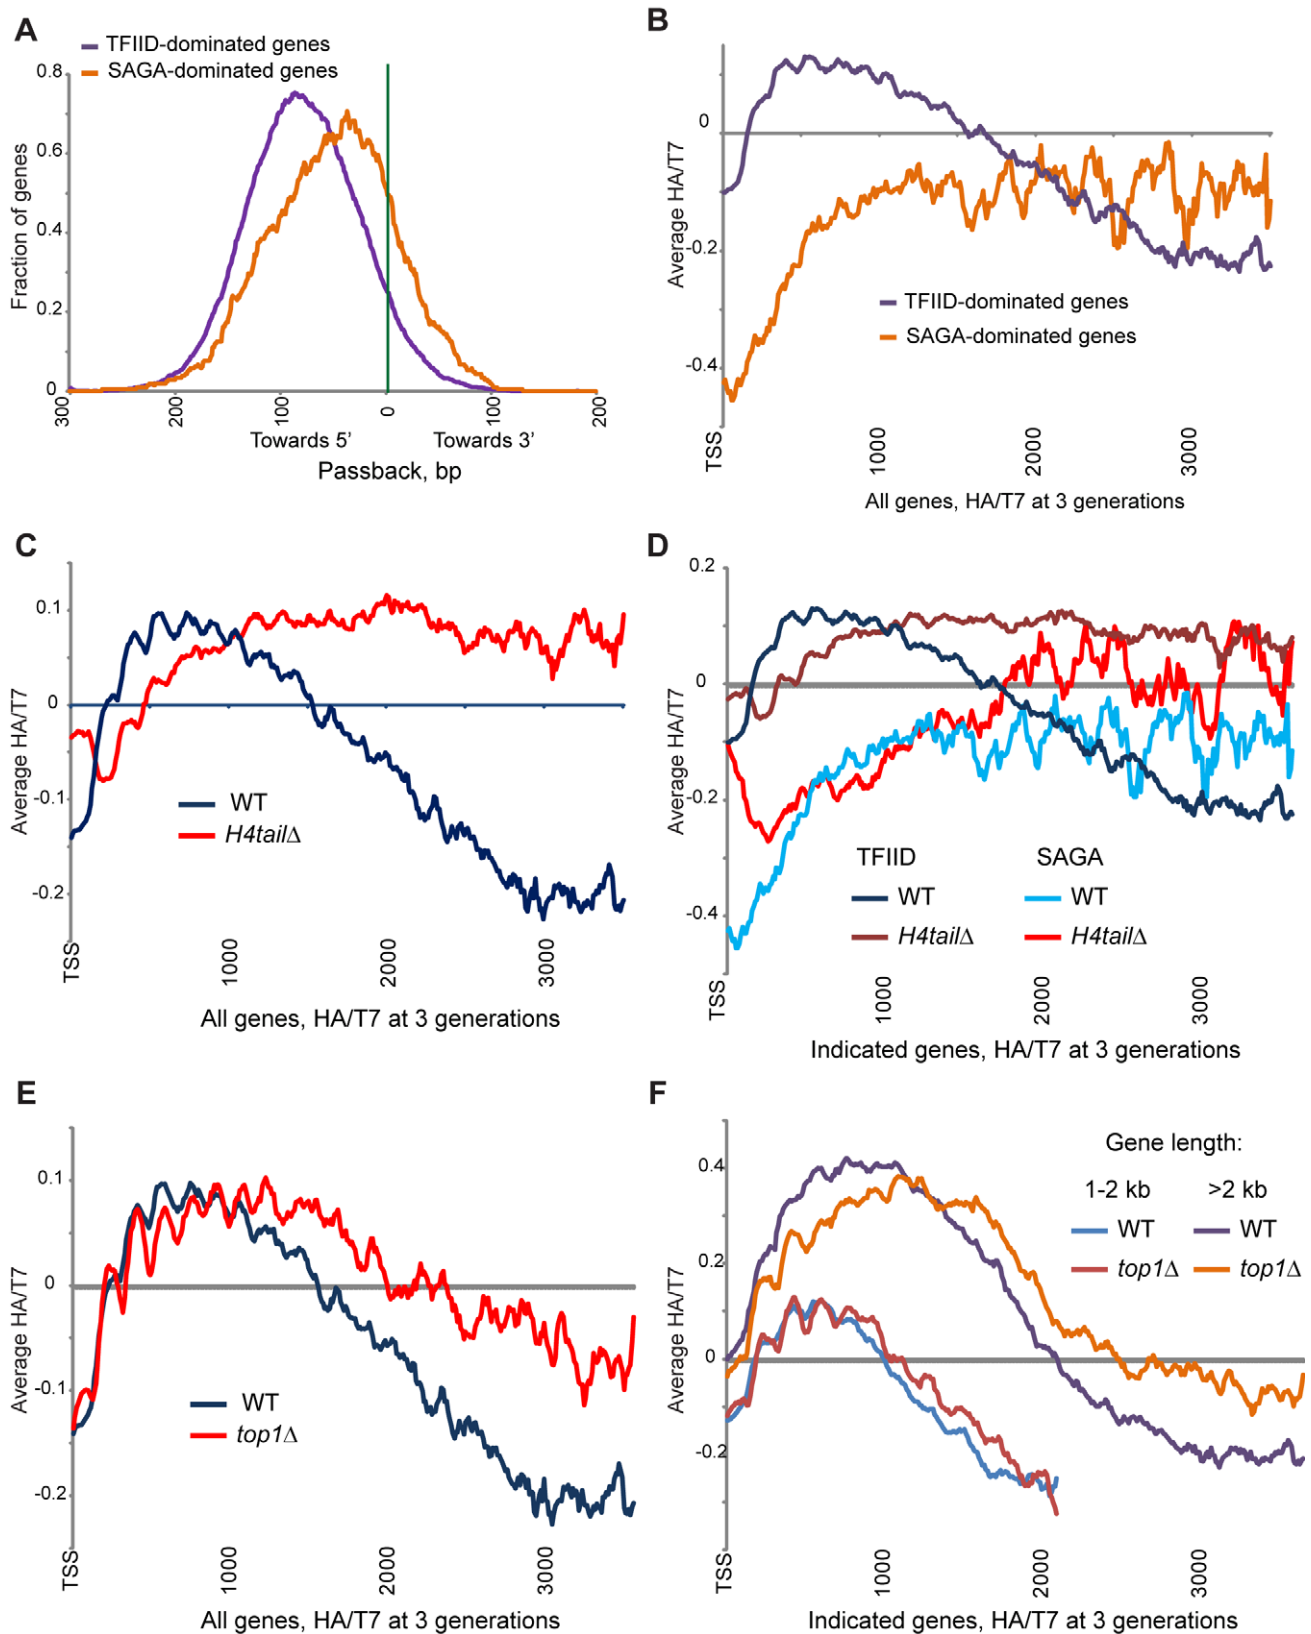 A
TFIID-dominated genes
SAGA-dominated genes
Fraction of genes
0.8
0.6
0.4
0.2
0
300
200
100
0
100
200
Towards 5'
Towards 3'
Passback, bp
B
Average HA/T7
0
-0.2
-0.4
TFIID-dominated genes
SAGA-dominated genes
TSS
1000
2000
3000
All genes, HA/T7 at 3 generations
C
Average HA/T7
0.1
0
-0.1
-0.2
WT
H4tailΔ
TSS
1000
2000
3000
All genes, HA/T7 at 3 generations
D
Average HA/T7
0.2
0
-0.2
-0.4
TFIID SAGA
WT WT
H4tailΔ H4tailΔ
TSS
1000
2000
3000
Indicated genes, HA/T7 at 3 generations
E
Average HA/T7
0.1
0
-0.1
-0.2
WT
top1Δ
TSS
1000
2000
3000
All genes, HA/T7 at 3 generations
F
Average HA/T7
0.4
0.2
0
-0.2
Gene length:
1-2 kb >2 kb
WT WT
top1Δ top1Δ
TSS
1000
2000
3000
Indicated genes, HA/T7 at 3 generations